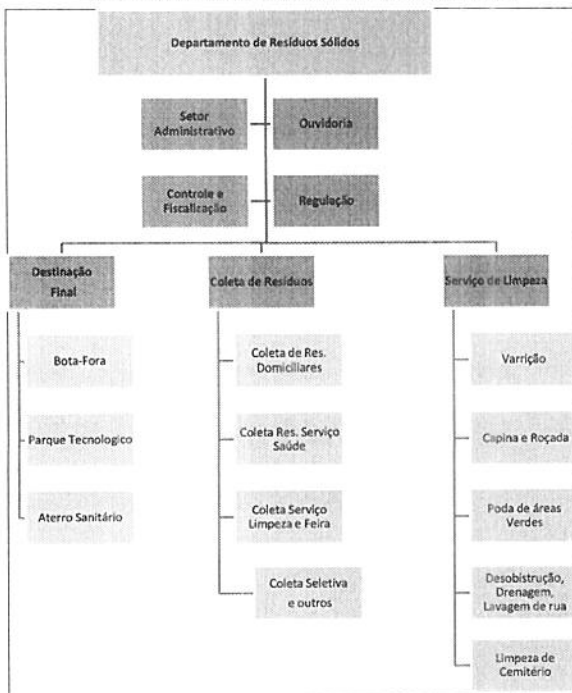 Departamento de Resíduos Sólidos
Setor
Administrativo
Ouvidoria
Controle e
Fiscalização
Regulação
Destinação
Final
Bota-Fora
Parque Tecnologico
Aterro Sanitário
Coleta de Resíduos
Coleta de Res.
Domiciliares
Coleta Res. Serviço
Saúde
Coleta Serviço
Limpeza e Feira
Coleta Seletiva
e outros
Serviço de Limpeza
Varrição
Capina e Roçada
Poda de áreas
Verdes
Desobistrução,
Drenagem,
Lavagem de rua
Limpeza de
Cemitério